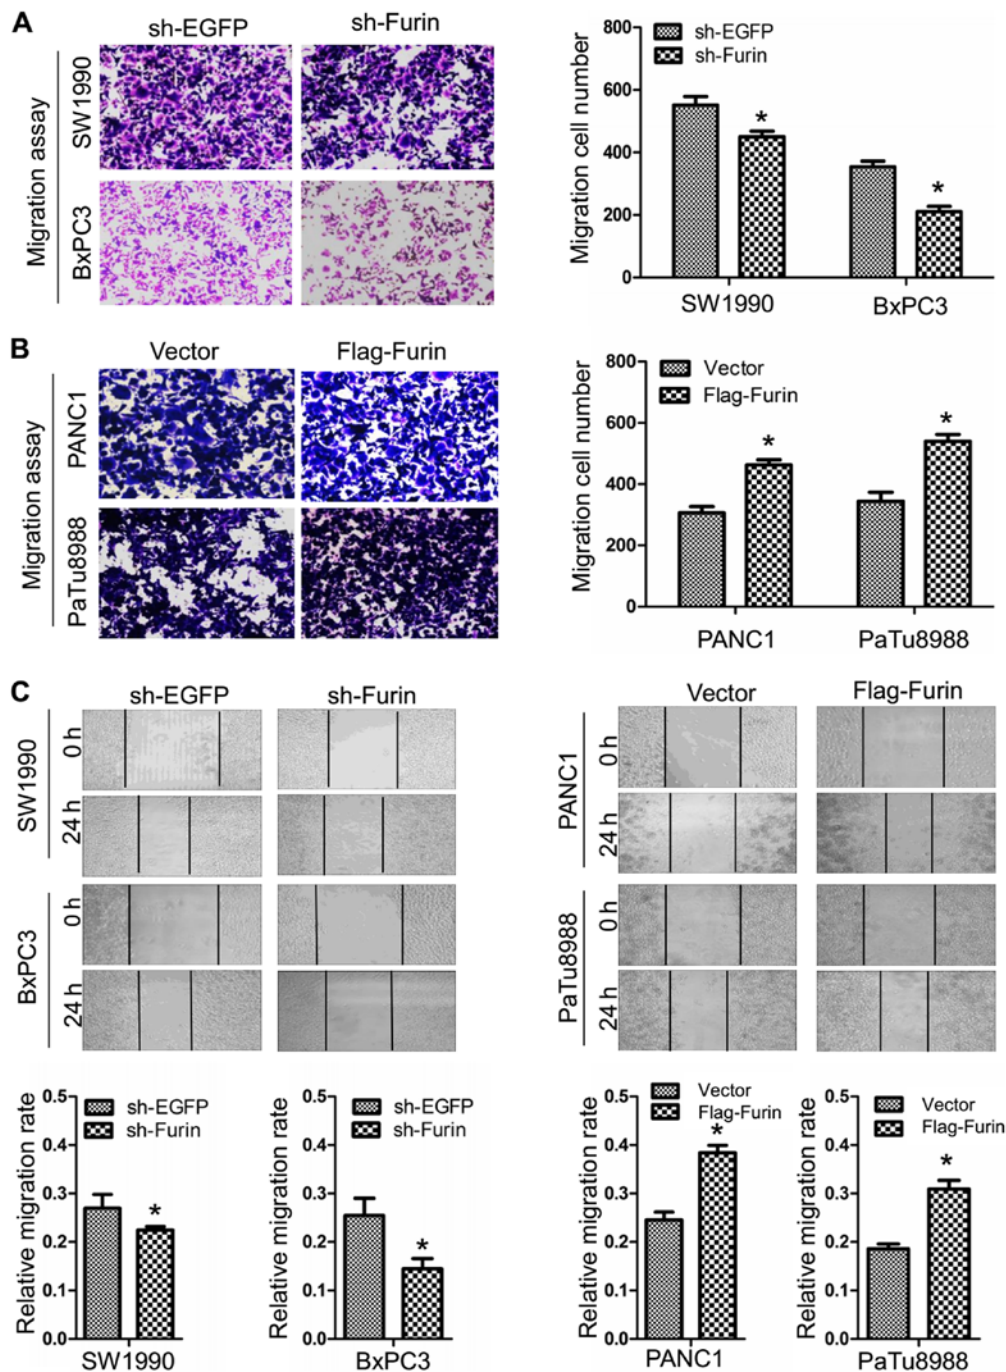 A
sh-EGFP
sh-Furin
Migration assay
SW1990
BxPC3
Migration cell number
800
600
400
200
0
sh-EGFP
sh-Furin
*
*
SW1990
BxPC3
B
Vector
Flag-Furin
Migration assay
PANC1
PaTu8988
Migration cell number
800
600
400
200
0
Vector
Flag-Furin
*
*
PANC1
PaTu8988
C
sh-EGFP
sh-Furin
SW1990
0 h
24 h
BxPC3
0 h
24 h
Vector
Flag-Furin
PANC1
0 h
24 h
PaTu8988
0 h
24 h
Relative migration rate
0.5
0.4
0.3
0.2
0.1
0.0
sh-EGFP
sh-Furin
*
SW1990
Relative migration rate
0.5
0.4
0.3
0.2
0.1
0.0
sh-EGFP
sh-Furin
*
BxPC3
Relative migration rate
0.5
0.4
0.3
0.2
0.1
0.0
Vector
Flag-Furin
*
PANC1
Relative migration rate
0.5
0.4
0.3
0.2
0.1
0.0
Vector
Flag-Furin
*
PaTu8988